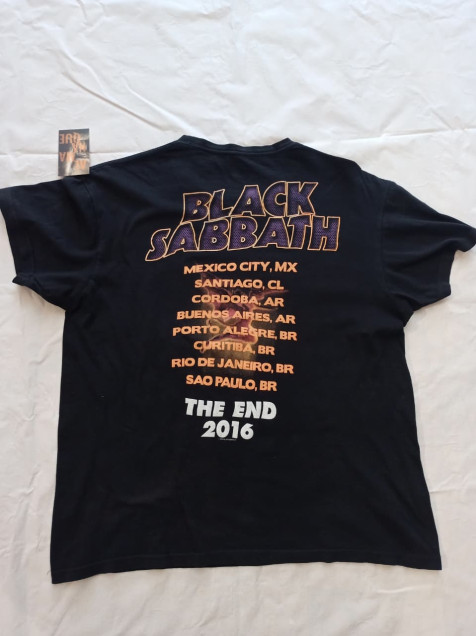 BLACK
SABBATH
MEXICO CITY, MX
SANTIAGO, CL
CORDOBA, AR
BUENOS AIRES, AR
PORTO ALEGRE, BR
CURITIBA, BR
RIO DE JANEIRO, BR
SAO PAULO, BR
THE END
2016